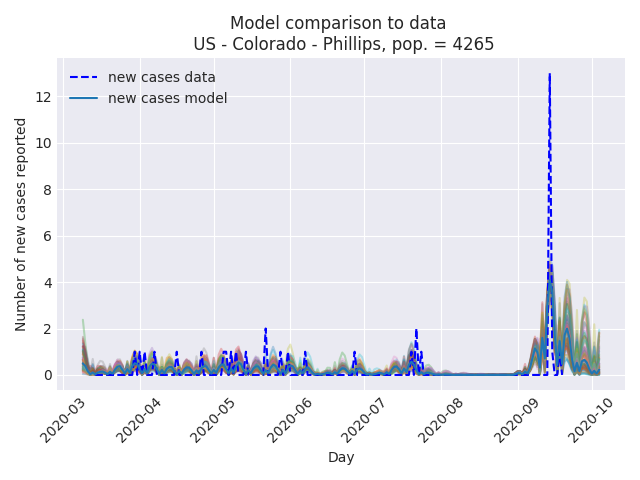 Model comparison to data
US - Colorado - Phillips, pop. = 4265
new cases data
new cases model
Number of new cases reported
12
10
8
6
4
2
0
2020-03
2020-04
2020-05
2020-06
2020-07
2020-08
2020-09
2020-10
Day